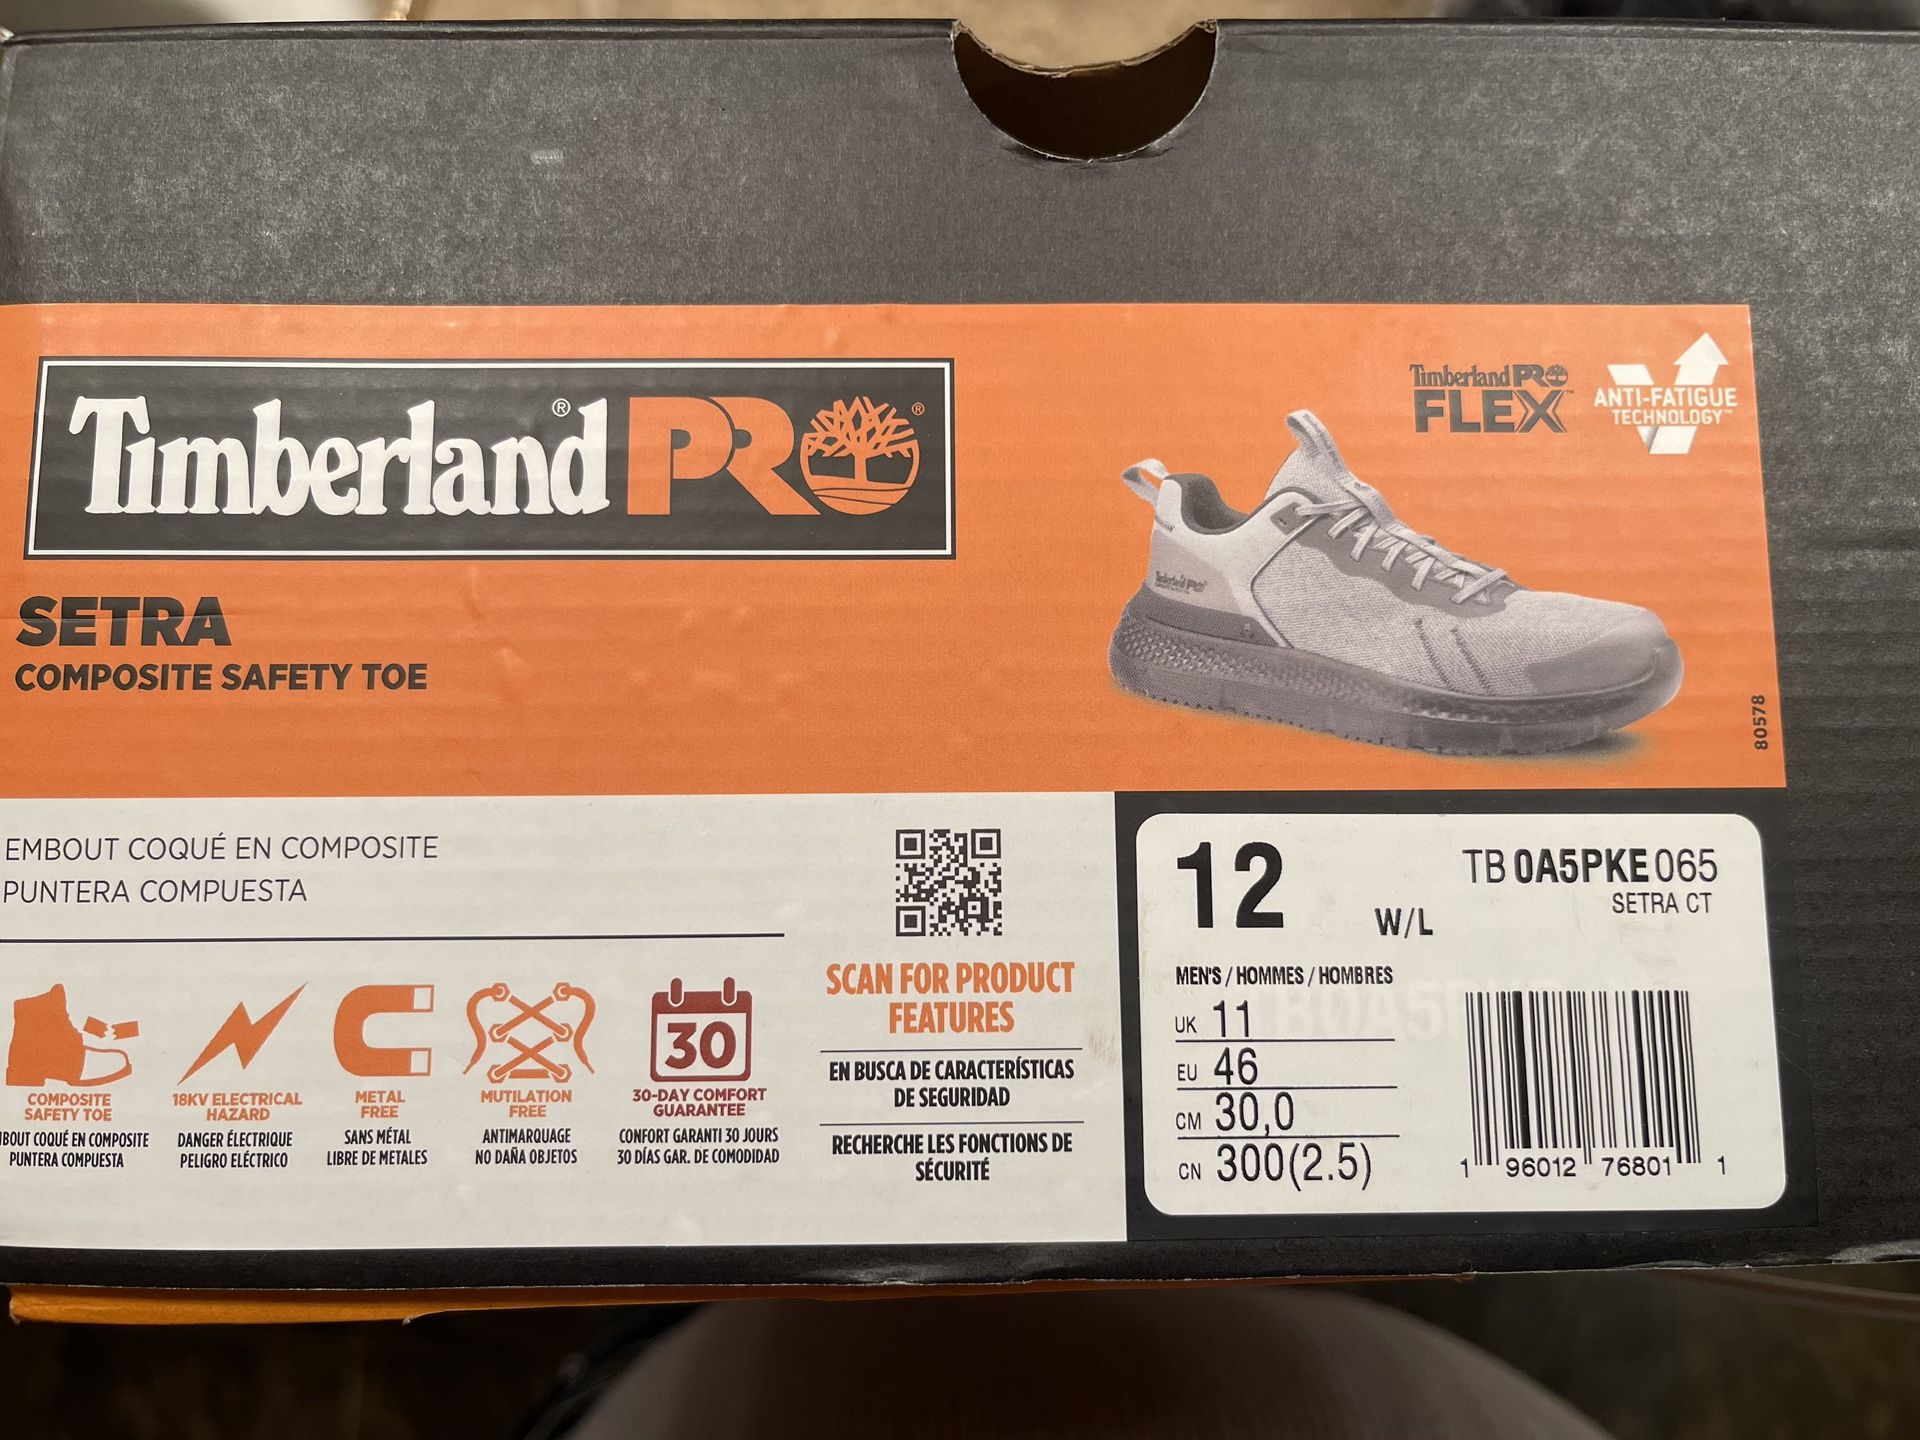 Timberland® PRO®
SETRA
COMPOSITE SAFETY TOE
Timberland PRO
FLEX™
ANTI-FATIGUE
TECHNOLOGY™
Timberland PRO
80578
EMBOUT COQUÉ EN COMPOSITE
PUNTERA COMPUESTA
COMPOSITE
SAFETY TOE
BOUT COQUÉ EN COMPOSITE
PUNTERA COMPUESTA
18KV ELECTRICAL
HAZARD
DANGER ÉLECTRIQUE
PELIGRO ELÉCTRICO
METAL
FREE
SANS MÉTAL
LIBRE DE METALES
MUTILATION
FREE
ANTIMARQUAGE
NO DAÑA OBJETOS
30
30-DAY COMFORT
GUARANTEE
CONFORT GARANTI 30 JOURS
30 DÍAS GAR. DE COMODIDAD
SCAN FOR PRODUCT
FEATURES
EN BUSCA DE CARACTERÍSTICAS
DE SEGURIDAD
RECHERCHE LES FONCTIONS DE
SÉCURITÉ
12 W/L
TB 0A5PKE 065
SETRA CT
MEN'S / HOMMES / HOMBRES
UK 11
EU 46
CM 30,0
CN 300(2.5)
1 96012 76801 1